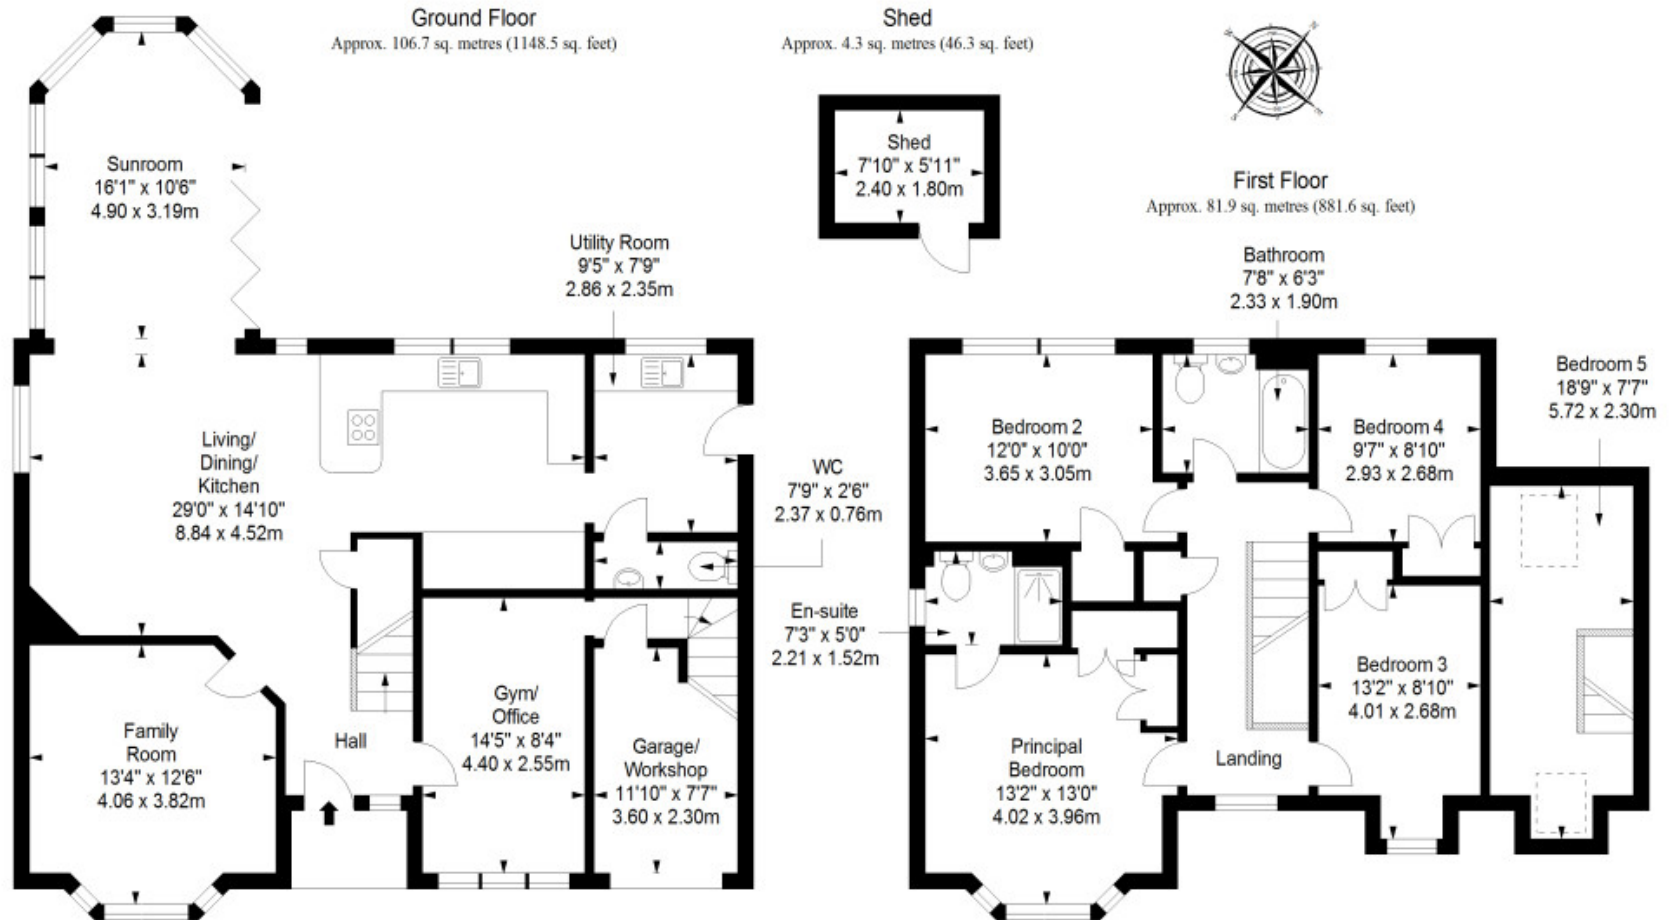 Ground Floor
Approx. 106.7 sq. metres (1148.5 sq. feet)
Shed
Approx. 4.3 sq. metres (46.3 sq. feet)
Shed
7'10" x 5'11"
2.40 x 1.80m
First Floor
Approx. 81.9 sq. metres (881.6 sq. feet)
Sunroom
16'1" x 10'6"
4.90 x 3.19m
Utility Room
9'5" x 7'9"
2.86 x 2.35m
Living/
Dining/
Kitchen
29'0" x 14'10"
8.84 x 4.52m
WC
7'9" x 2'6"
2.37 x 0.76m
Family
Room
13'4" x 12'6"
4.06 x 3.82m
Hall
Gym/
Office
14'5" x 8'4"
4.40 x 2.55m
Garage/
Workshop
11'10" x 7'7"
3.60 x 2.30m
Bathroom
7'8" x 6'3"
2.33 x 1.90m
Bedroom 2
12'0" x 10'0"
3.65 x 3.05m
Bedroom 4
9'7" x 8'10"
2.93 x 2.68m
Bedroom 5
18'9" x 7'7"
5.72 x 2.30m
En-suite
7'3" x 5'0"
2.21 x 1.52m
Principal
Bedroom
13'2" x 13'0"
4.02 x 3.96m
Landing
Bedroom 3
13'2" x 8'10"
4.01 x 2.68m